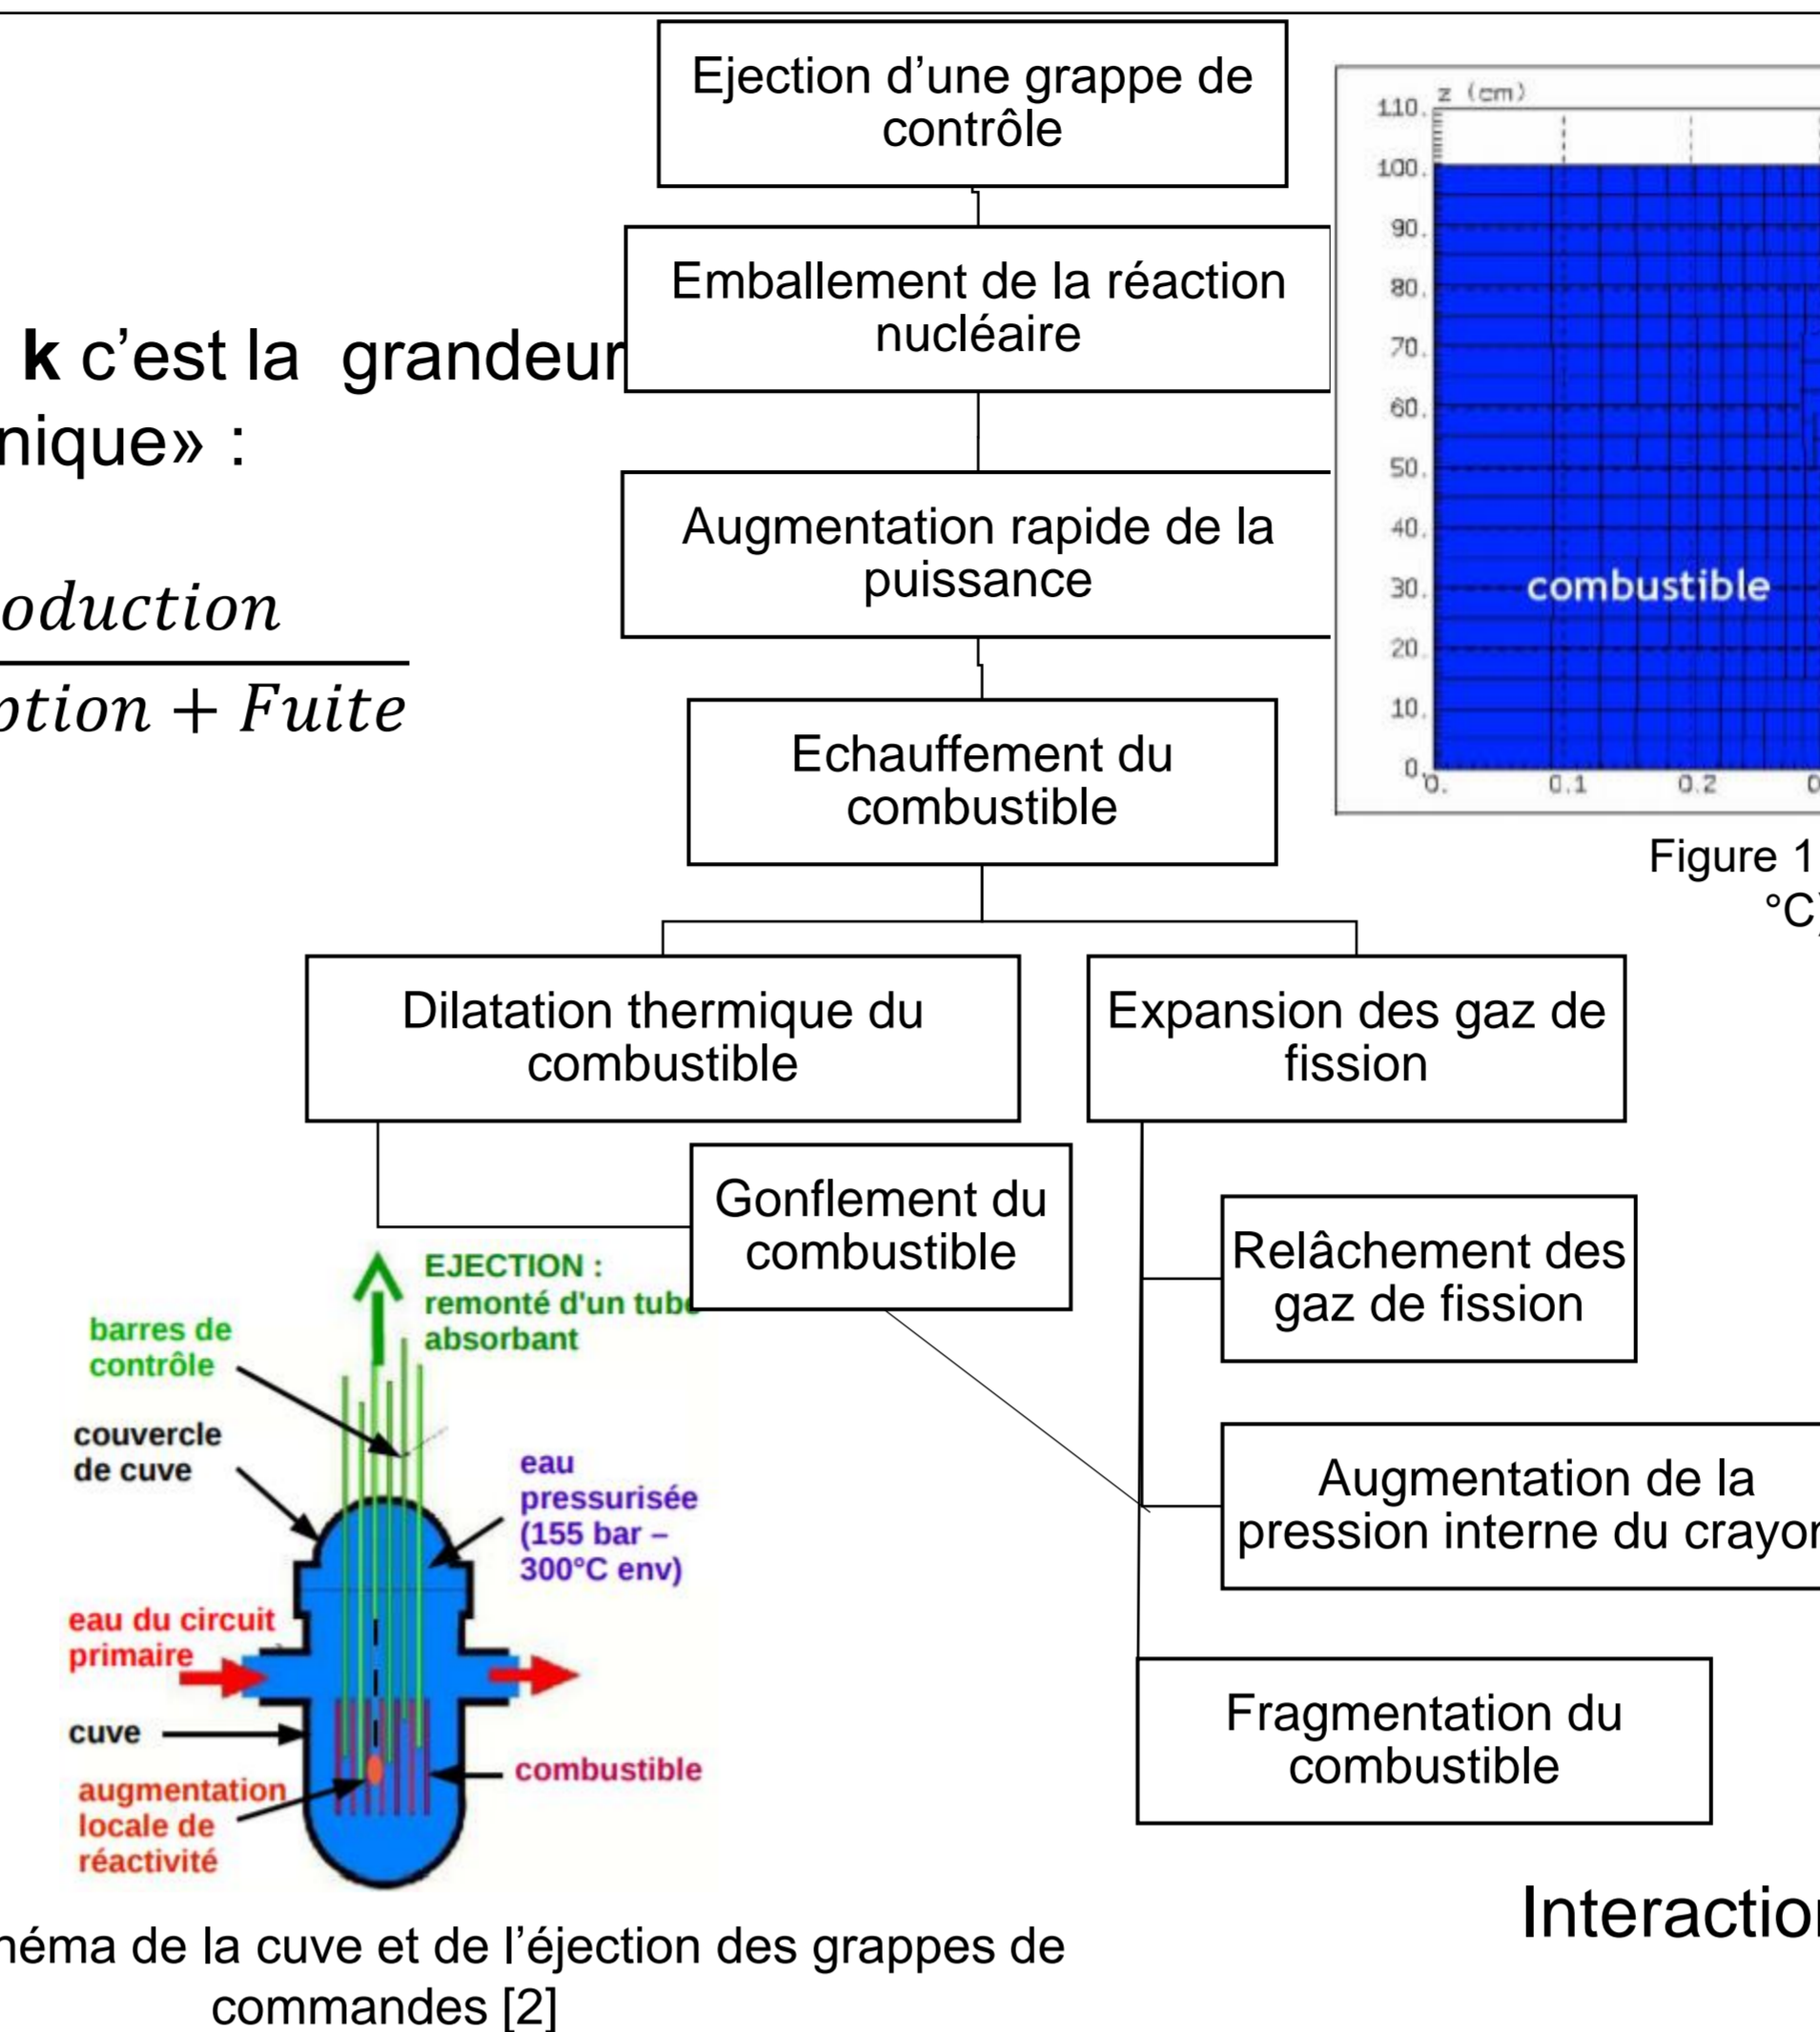 k c’est la grandeur
nique» :
oduction
ption + Fuite
Ejection d’une grappe de
contrôle
Emballement de la réaction
nucléaire
Augmentation rapide de la
puissance
Echauffement du
combustible
Dilatation thermique du
combustible
Expansion des gaz de
fission
Gonflement du
combustible
Relâchement des
gaz de fission
Augmentation de la
pression interne du crayon
Fragmentation du
combustible
z (cm)
110.
100.
90.
80.
70.
60.
50.
40.
30.
20.
10.
0.
0.
0.1
0.2
combustible
Figure 1
°C)
EJECTION :
remonté d'un tube
absorbant
barres de
contrôle
couvercle
de cuve
eau
pressurisée
(155 bar –
300°C env)
eau du circuit
primaire
cuve
combustible
augmentation
locale de
réactivité
héma de la cuve et de l’éjection des grappes de
commandes [2]
Interaction